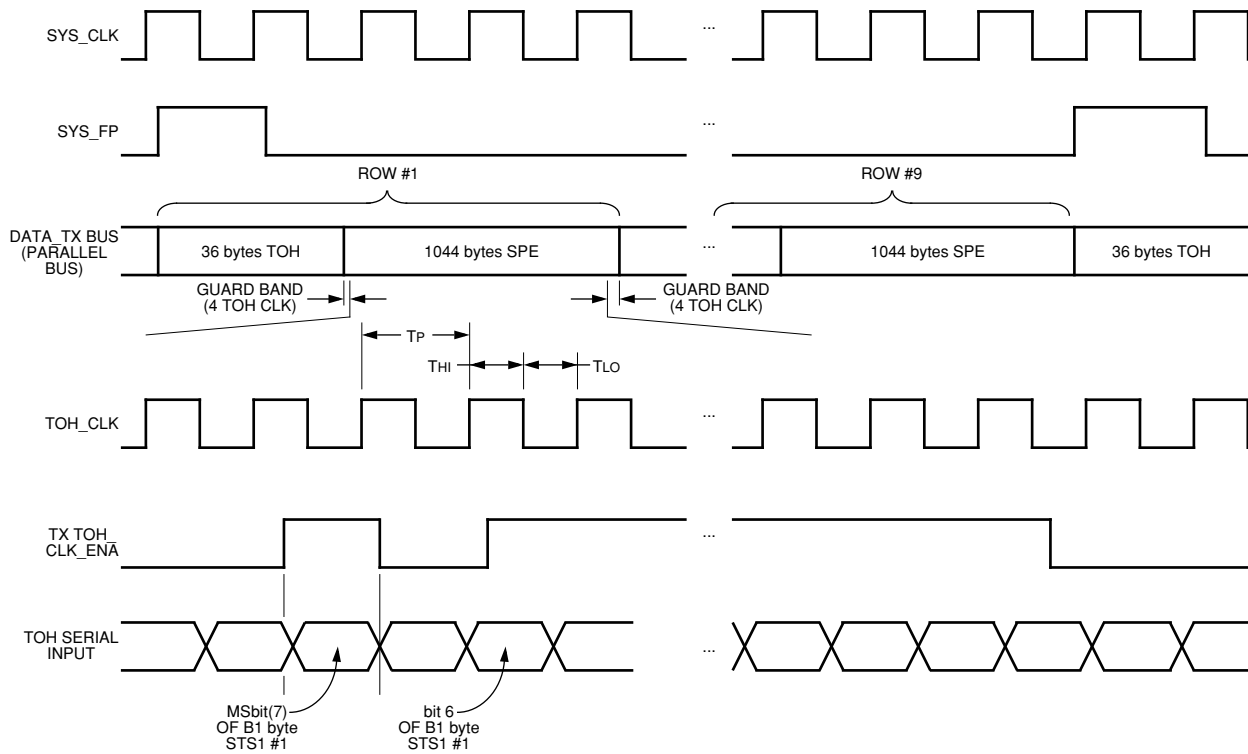 SYS_CLK
...
SYS_FP
...
ROW #1
ROW #9
DATA_TX BUS
(PARALLEL
BUS)
36 bytes TOH
1044 bytes SPE
...
1044 bytes SPE
36 bytes TOH
GUARD BAND
(4 TOH CLK)
GUARD BAND
(4 TOH CLK)
TP
THI
TLO
TOH_CLK
...
TX TOH_
CLK_ENA
...
TOH SERIAL
INPUT
...
MSbit(7)
OF B1 byte
STS1 #1
bit 6
OF B1 byte
STS1 #1